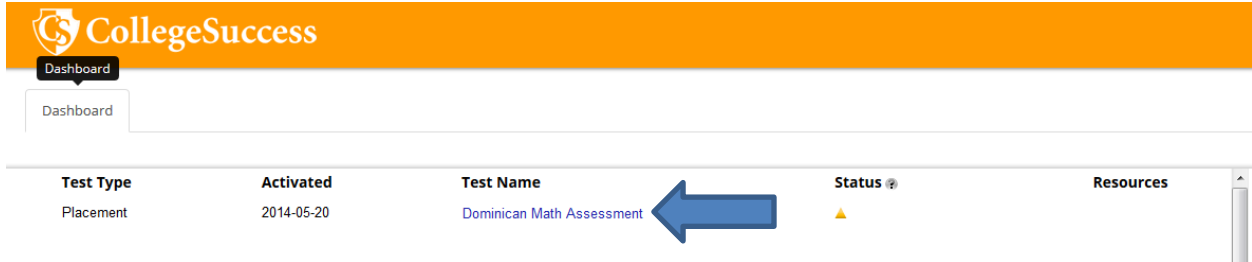 CS CollegeSuccess
Dashboard
Dashboard
Test Type Activated Test Name Status ? Resources
Placement 2014-05-20 Dominican Math Assessment